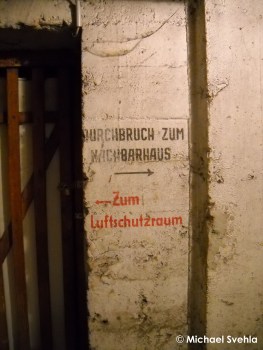 DURCHBRUCH ZUM
NACHBARHAUS
→
← Zum
Luftschutzraum
© Michael Svehla